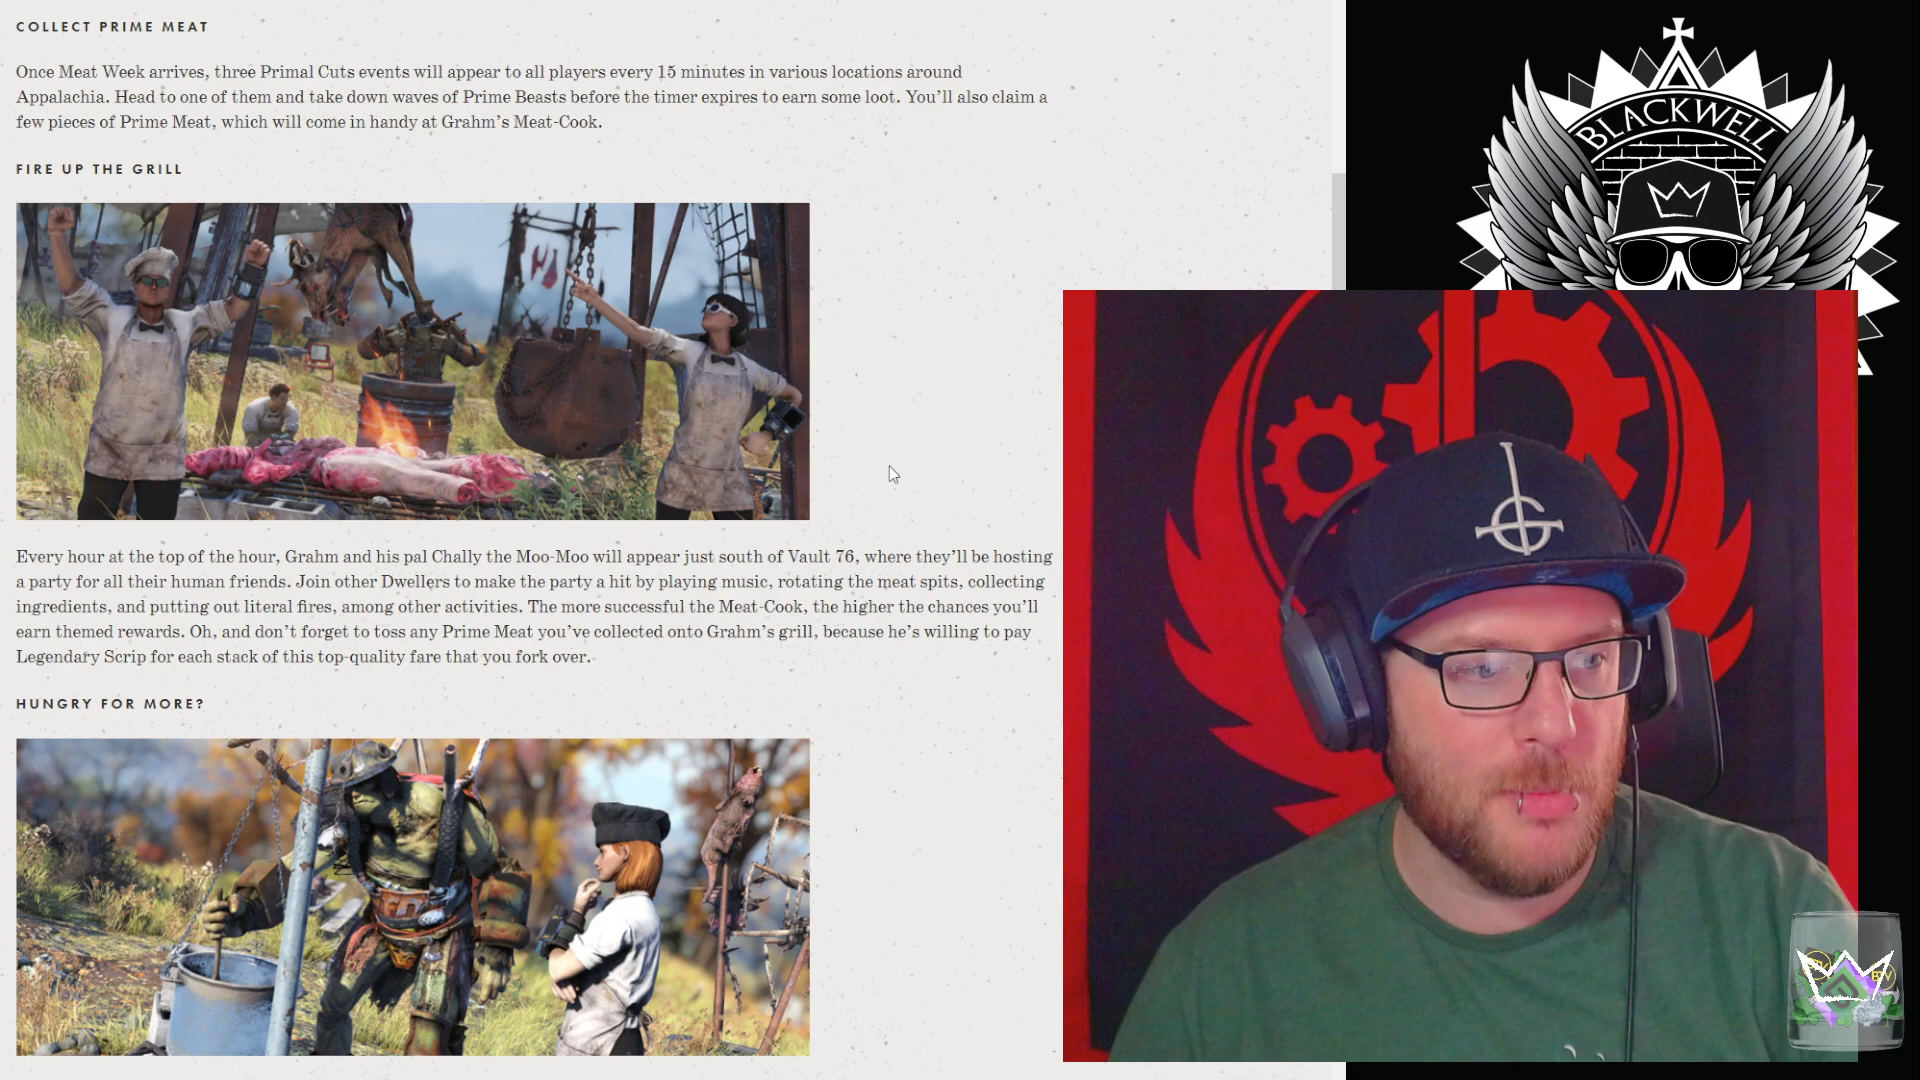 COLLECT PRIME MEAT
Once Meat Week arrives, three Primal Cuts events will appear to all players every 15 minutes in various locations around
Appalachia. Head to one of them and take down waves of Prime Beasts before the timer expires to earn some loot. You’ll also claim a
few pieces of Prime Meat, which will come in handy at Grahm’s Meat-Cook.
FIRE UP THE GRILL
Every hour at the top of the hour, Grahm and his pal Chally the Moo-Moo will appear just south of Vault 76, where they’ll be hosting
a party for all their human friends. Join other Dwellers to make the party a hit by playing music, rotating the meat spits, collecting
ingredients, and putting out literal fires, among other activities. The more successful the Meat-Cook, the higher the chances you’ll
earn themed rewards. Oh, and don’t forget to toss any Prime Meat you’ve collected onto Grahm’s grill, because he’s willing to pay
Legendary Scrip for each stack of this top-quality fare that you fork over.
HUNGRY FOR MORE?
BLACKWELL